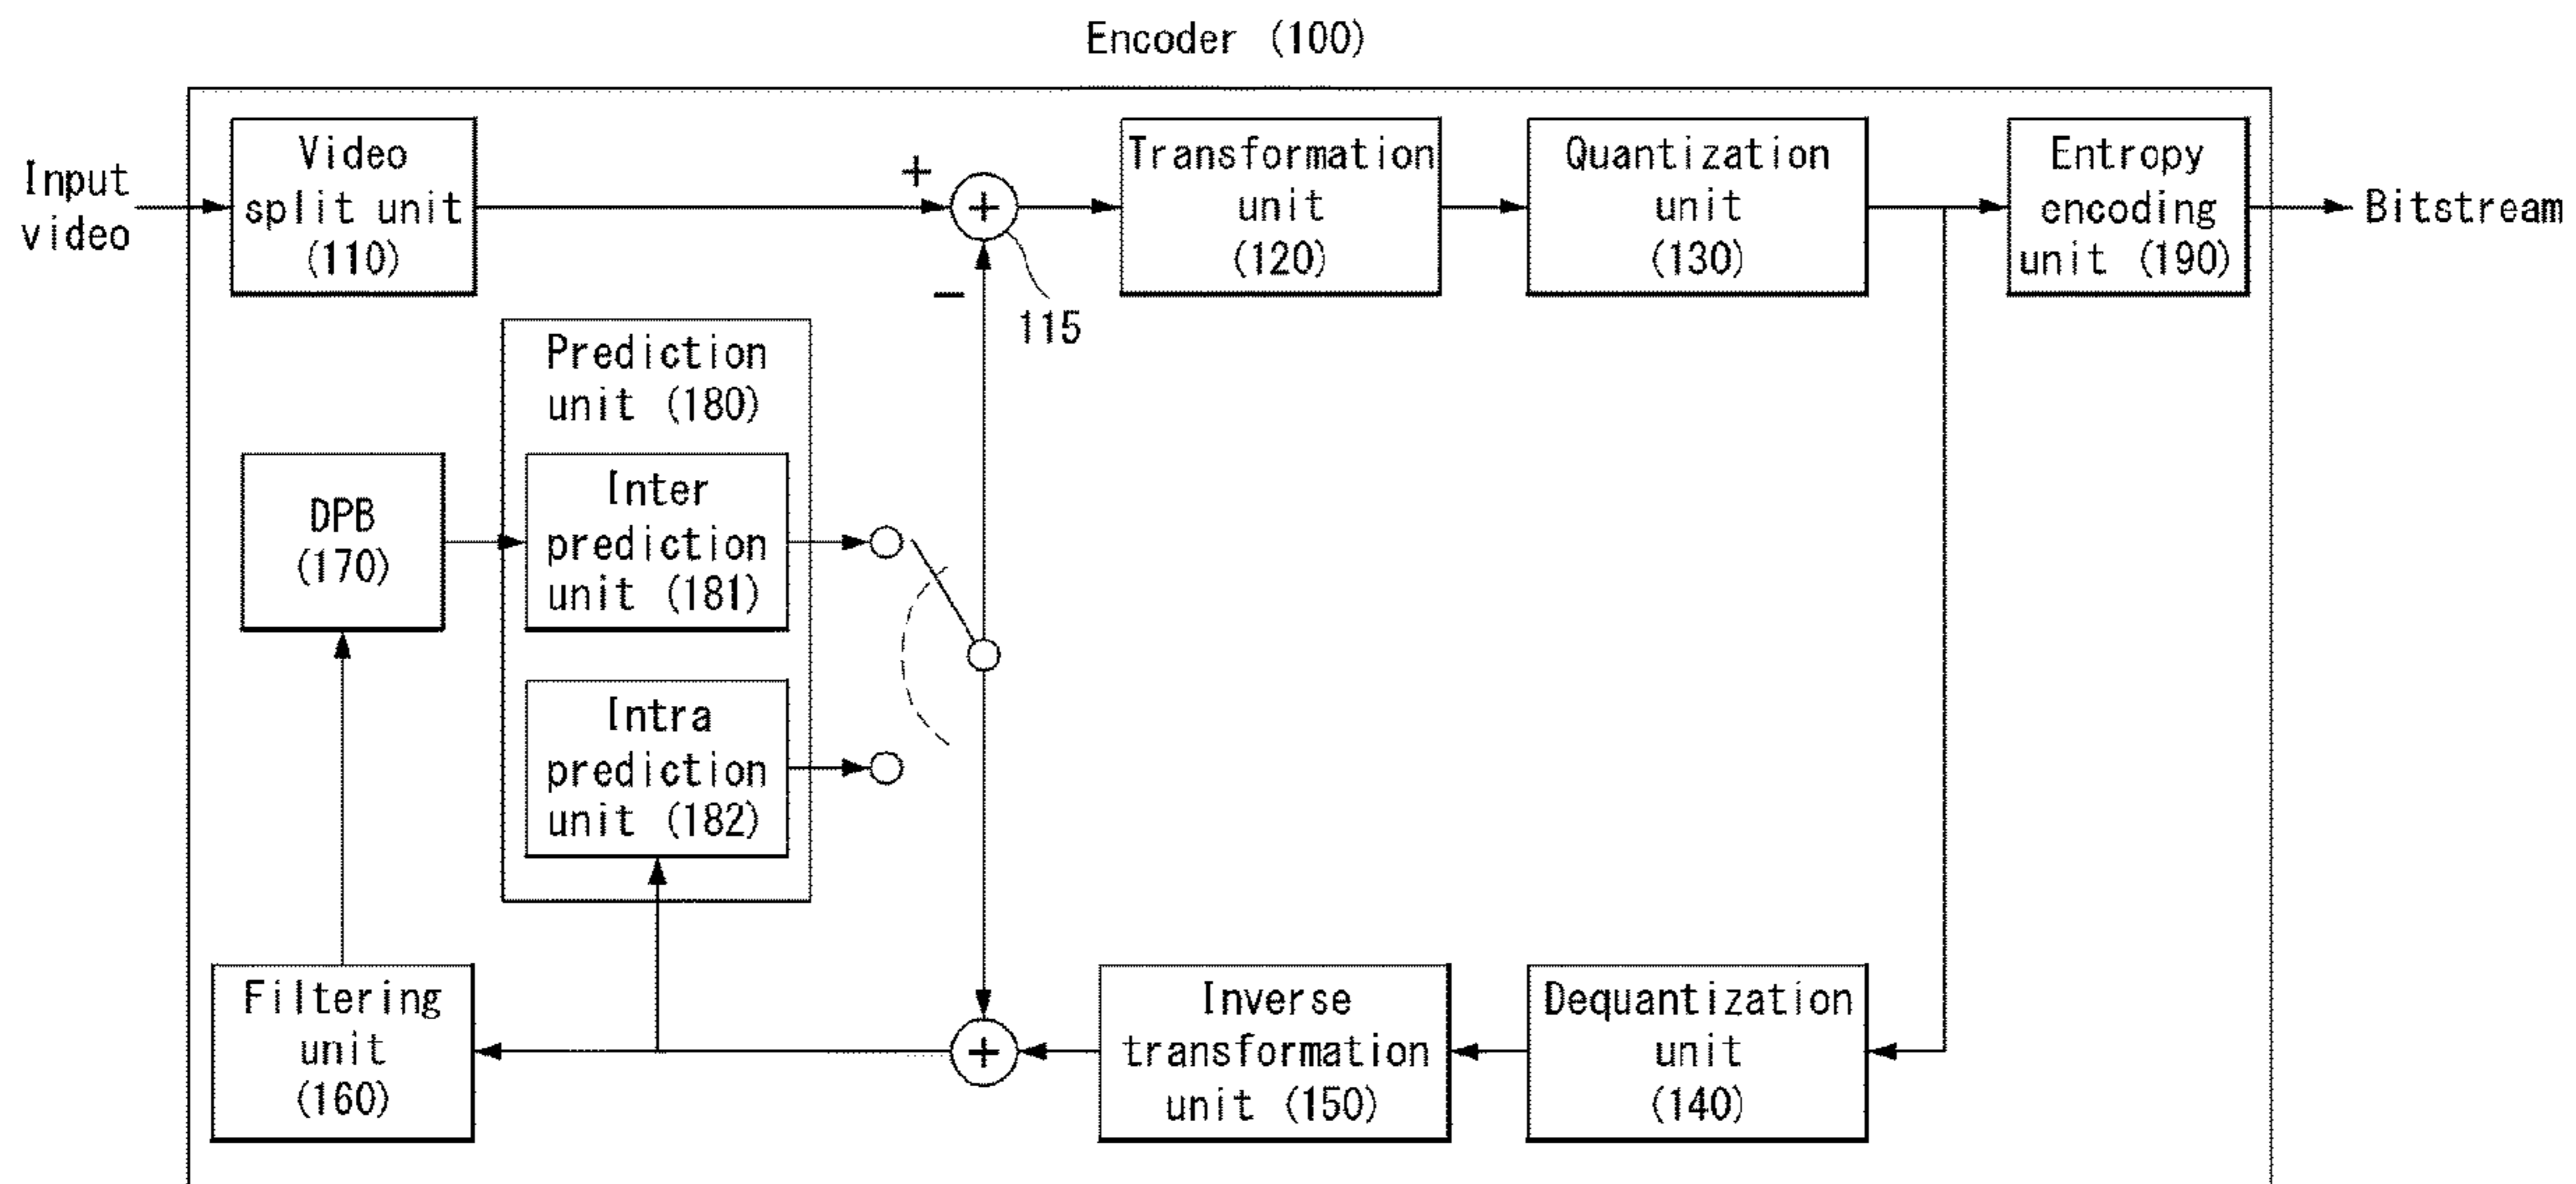 Encoder (100)
Input
video
Video
split unit
(110)
+
+
−
115
Transformation
unit
(120)
Quantization
unit
(130)
Entropy
encoding
unit (190)
Bitstream
Prediction
unit (180)
DPB
(170)
Inter
prediction
unit (181)
Intra
prediction
unit (182)
Filtering
unit
(160)
+
Inverse
transformation
unit (150)
Dequantization
unit
(140)